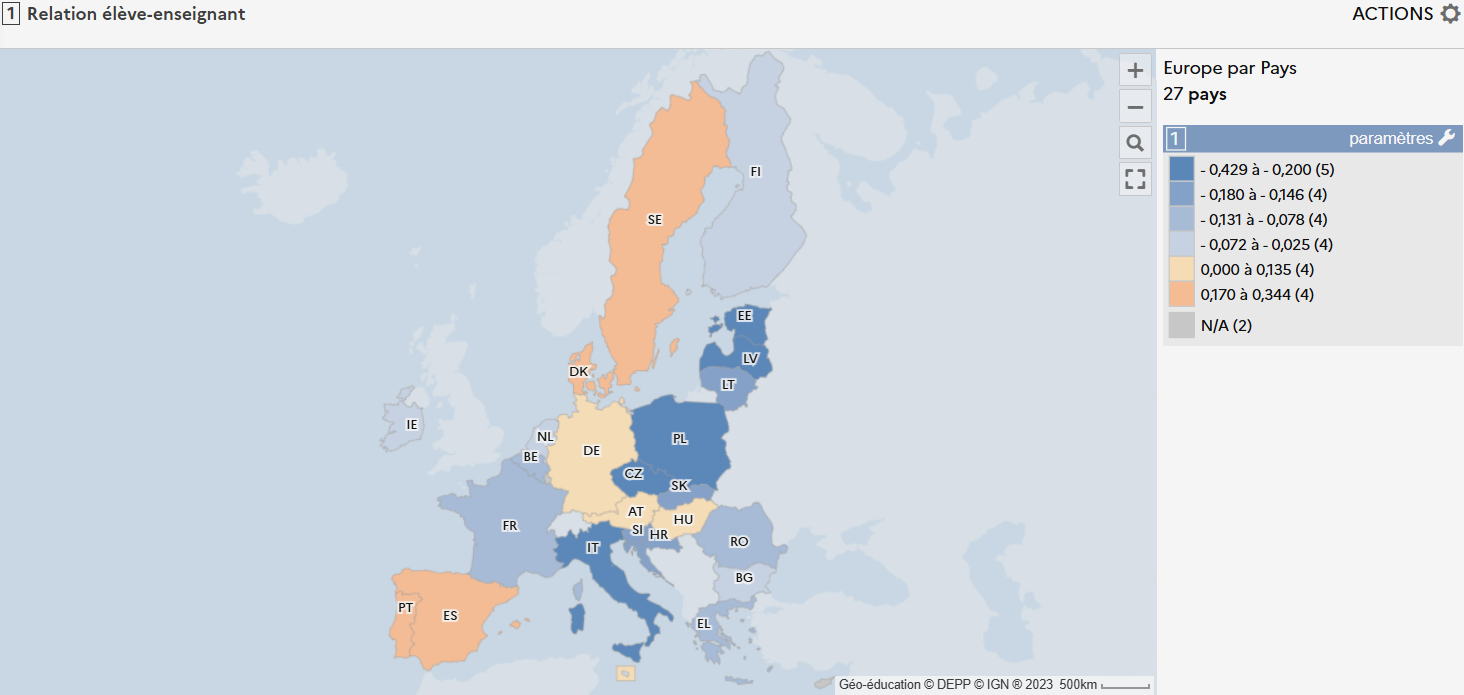 1 Relation élève-enseignant
ACTIONS
Europe par Pays
27 pays
1 paramètres
- 0,429 à - 0,200 (5)
- 0,180 à - 0,146 (4)
- 0,131 à - 0,078 (4)
- 0,072 à - 0,025 (4)
0,000 à 0,135 (4)
0,170 à 0,344 (4)
N/A (2)
FI
SE
EE
LV
DK
LT
IE
NL
PL
DE
BE
CZ
SK
AT
HU
FR
SI
HR
RO
IT
BG
PT
ES
EL
Géo-éducation © DEPP © IGN ® 2023 500km